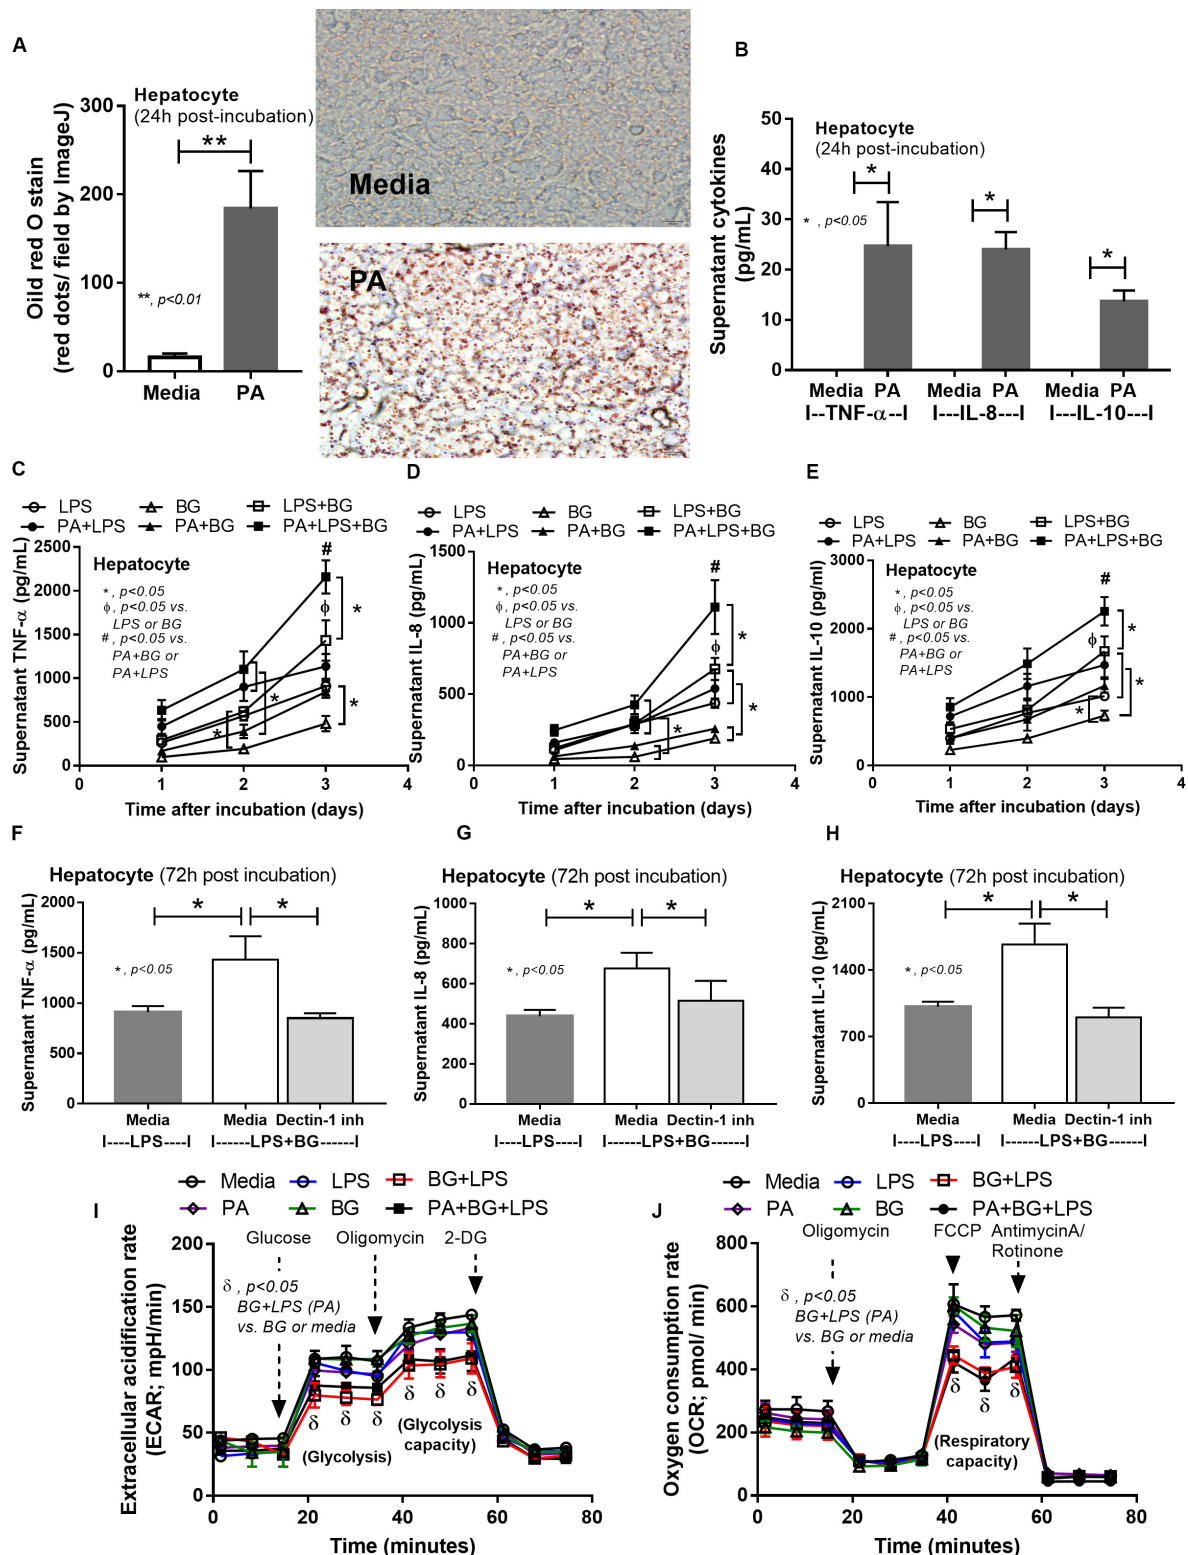 A
Oild red O stain
(red dots/ field by ImageJ)
300
200
100
0
Hepatocyte
(24h post-incubation)
**
**, p<0.01
Media
PA
Media
PA
B
Supernatant cytokines
(pg/mL)
50
40
30
20
10
0
Hepatocyte
(24h post-incubation)
* , p<0.05
*
*
*
Media PA Media PA Media PA
I--TNF-α--I I---IL-8---I I---IL-10---I
C
LPS BG LPS+BG
PA+LPS PA+BG PA+LPS+BG
Supernatant TNF-α (pg/mL)
2500
2000
1500
1000
500
0
Hepatocyte
* , p<0.05
ϕ, p<0.05 vs.
LPS or BG
# , p<0.05 vs.
PA+BG or
PA+LPS
#
ϕ
*
*
*
*
0 1 2 3 4
Time after incubation (days)
D
LPS BG LPS+BG
PA+LPS PA+BG PA+LPS+BG
Supernatant IL-8 (pg/mL)
1500
1000
500
0
Hepatocyte
* , p<0.05
ϕ, p<0.05 vs.
LPS or BG
# , p<0.05 vs.
PA+BG or
PA+LPS
#
ϕ
*
*
*
0 1 2 3 4
Time after incubation (days)
E
LPS BG LPS+BG
PA+LPS PA+BG PA+LPS+BG
Supernatant IL-10 (pg/ml)
3000
2000
1000
0
Hepatocyte
* , p<0.05
ϕ, p<0.05 vs.
LPS or BG
# , p<0.05 vs.
PA+BG or
PA+LPS
#
ϕ
*
*
*
0 1 2 3 4
Time after incubation (days)
F
Hepatocyte (72h post incubation)
Supernatant TNF-α (pg/mL)
2000
1500
1000
500
0
* *
* , p<0.05
Media Media Dectin-1 inh
I----LPS----I I------LPS+BG------I
G
Hepatocyte (72h post incubation)
Supernatant IL-8 (pg/mL)
1000
800
600
400
200
0
* *
* , p<0.05
Media Media Dectin-1 inh
I----LPS----I I------LPS+BG------I
H
Hepatocyte (72h post incubation)
Supernatant IL-10 (pg/mL)
2100
1400
700
0
* *
* , p<0.05
Media Media Dectin-1 inh
I----LPS----I I------LPS+BG------I
I
Media LPS BG+LPS
PA BG PA+BG+LPS
Extracellular acidification rate
(ECAR; mpH/min)
200
150
100
50
0
Glucose Oligomycin 2-DG
δ , p<0.05
BG+LPS (PA)
vs. BG or media
δ δ δ
δ δ δ
(Glycolysis)
(Glycolysis
capacity)
0 20 40 60 80
Time (minutes)
J
Media LPS BG+LPS
PA BG PA+BG+LPS
Oxygen consumption rate
(OCR; pmol/ min)
800
600
400
200
0
Oligomycin FCCP AntimycinA/
Rotinone
δ , p<0.05
BG+LPS (PA)
vs. BG or media
δ δ δ
(Respiratory
capacity)
0 20 40 60 80
Time (minutes)